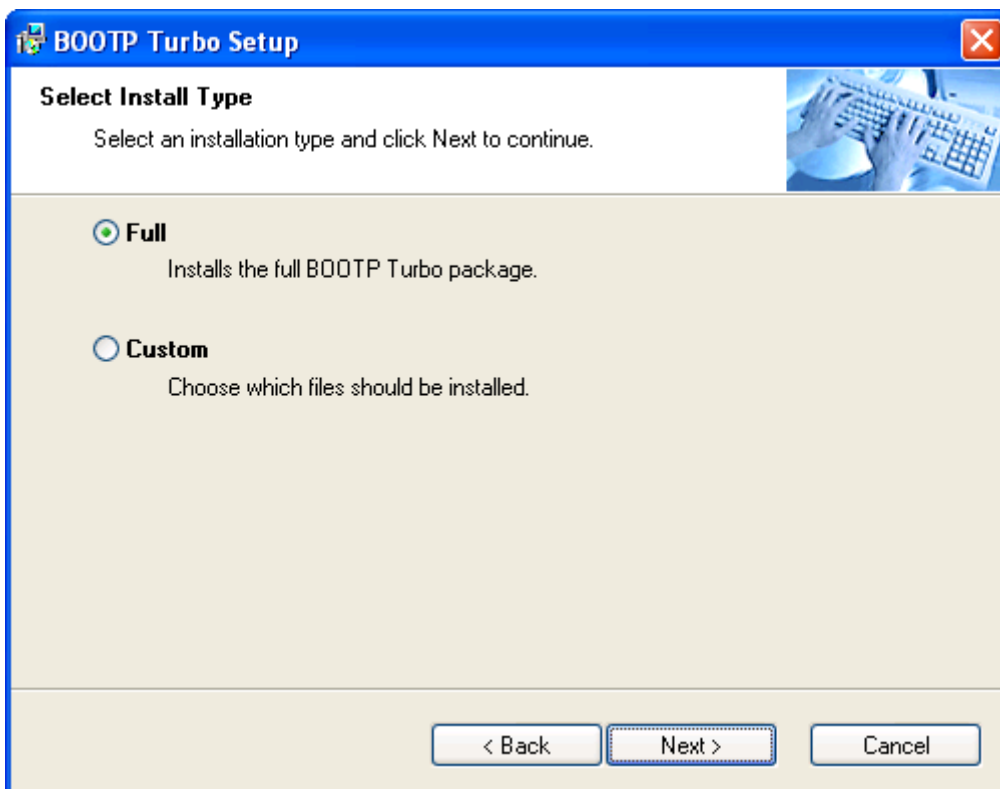 BOOTP Turbo Setup
Select Install Type
Select an installation type and click Next to continue.
Full
Installs the full BOOTP Turbo package.
Custom
Choose which files should be installed.
< Back
Next >
Cancel